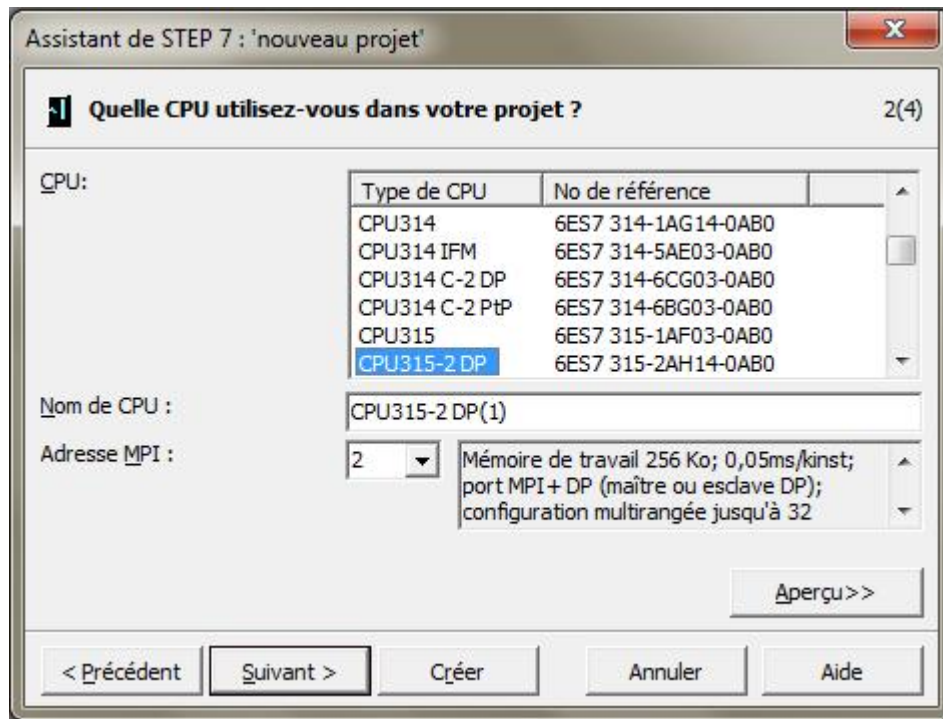 Assistant de STEP 7 : 'nouveau projet'
Quelle CPU utilisez-vous dans votre projet ? 2(4)
CPU:
Type de CPU No de référence
CPU314 6ES7 314-1AG14-0AB0
CPU314 IFM 6ES7 314-5AE03-0AB0
CPU314 C-2 DP 6ES7 314-6CG03-0AB0
CPU314 C-2 PtP 6ES7 314-6BG03-0AB0
CPU315 6ES7 315-1AF03-0AB0
CPU315-2 DP 6ES7 315-2AH14-0AB0
Nom de CPU : CPU315-2 DP(1)
Adresse MPI : 2 Mémoire de travail 256 Ko; 0,05ms/kinst;
port MPI+ DP (maître ou esclave DP);
configuration multirangée jusqu'à 32
Aperçu>>
< Précédent Suivant > Créer Annuler Aide